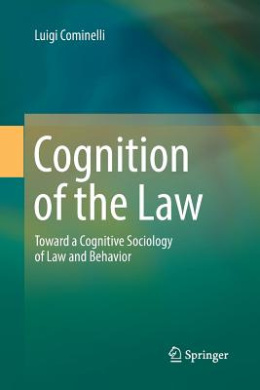 Luigi Cominelli
Cognition
of the Law
Toward a Cognitive Sociology
of Law and Behavior
Springer